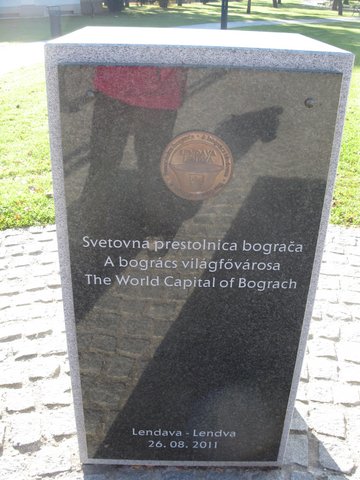 Svetovna prestolnica bograča
A bogrács világfővárosa
The World Capital of Bograch
Lendava - Lendva
26. 08. 2011